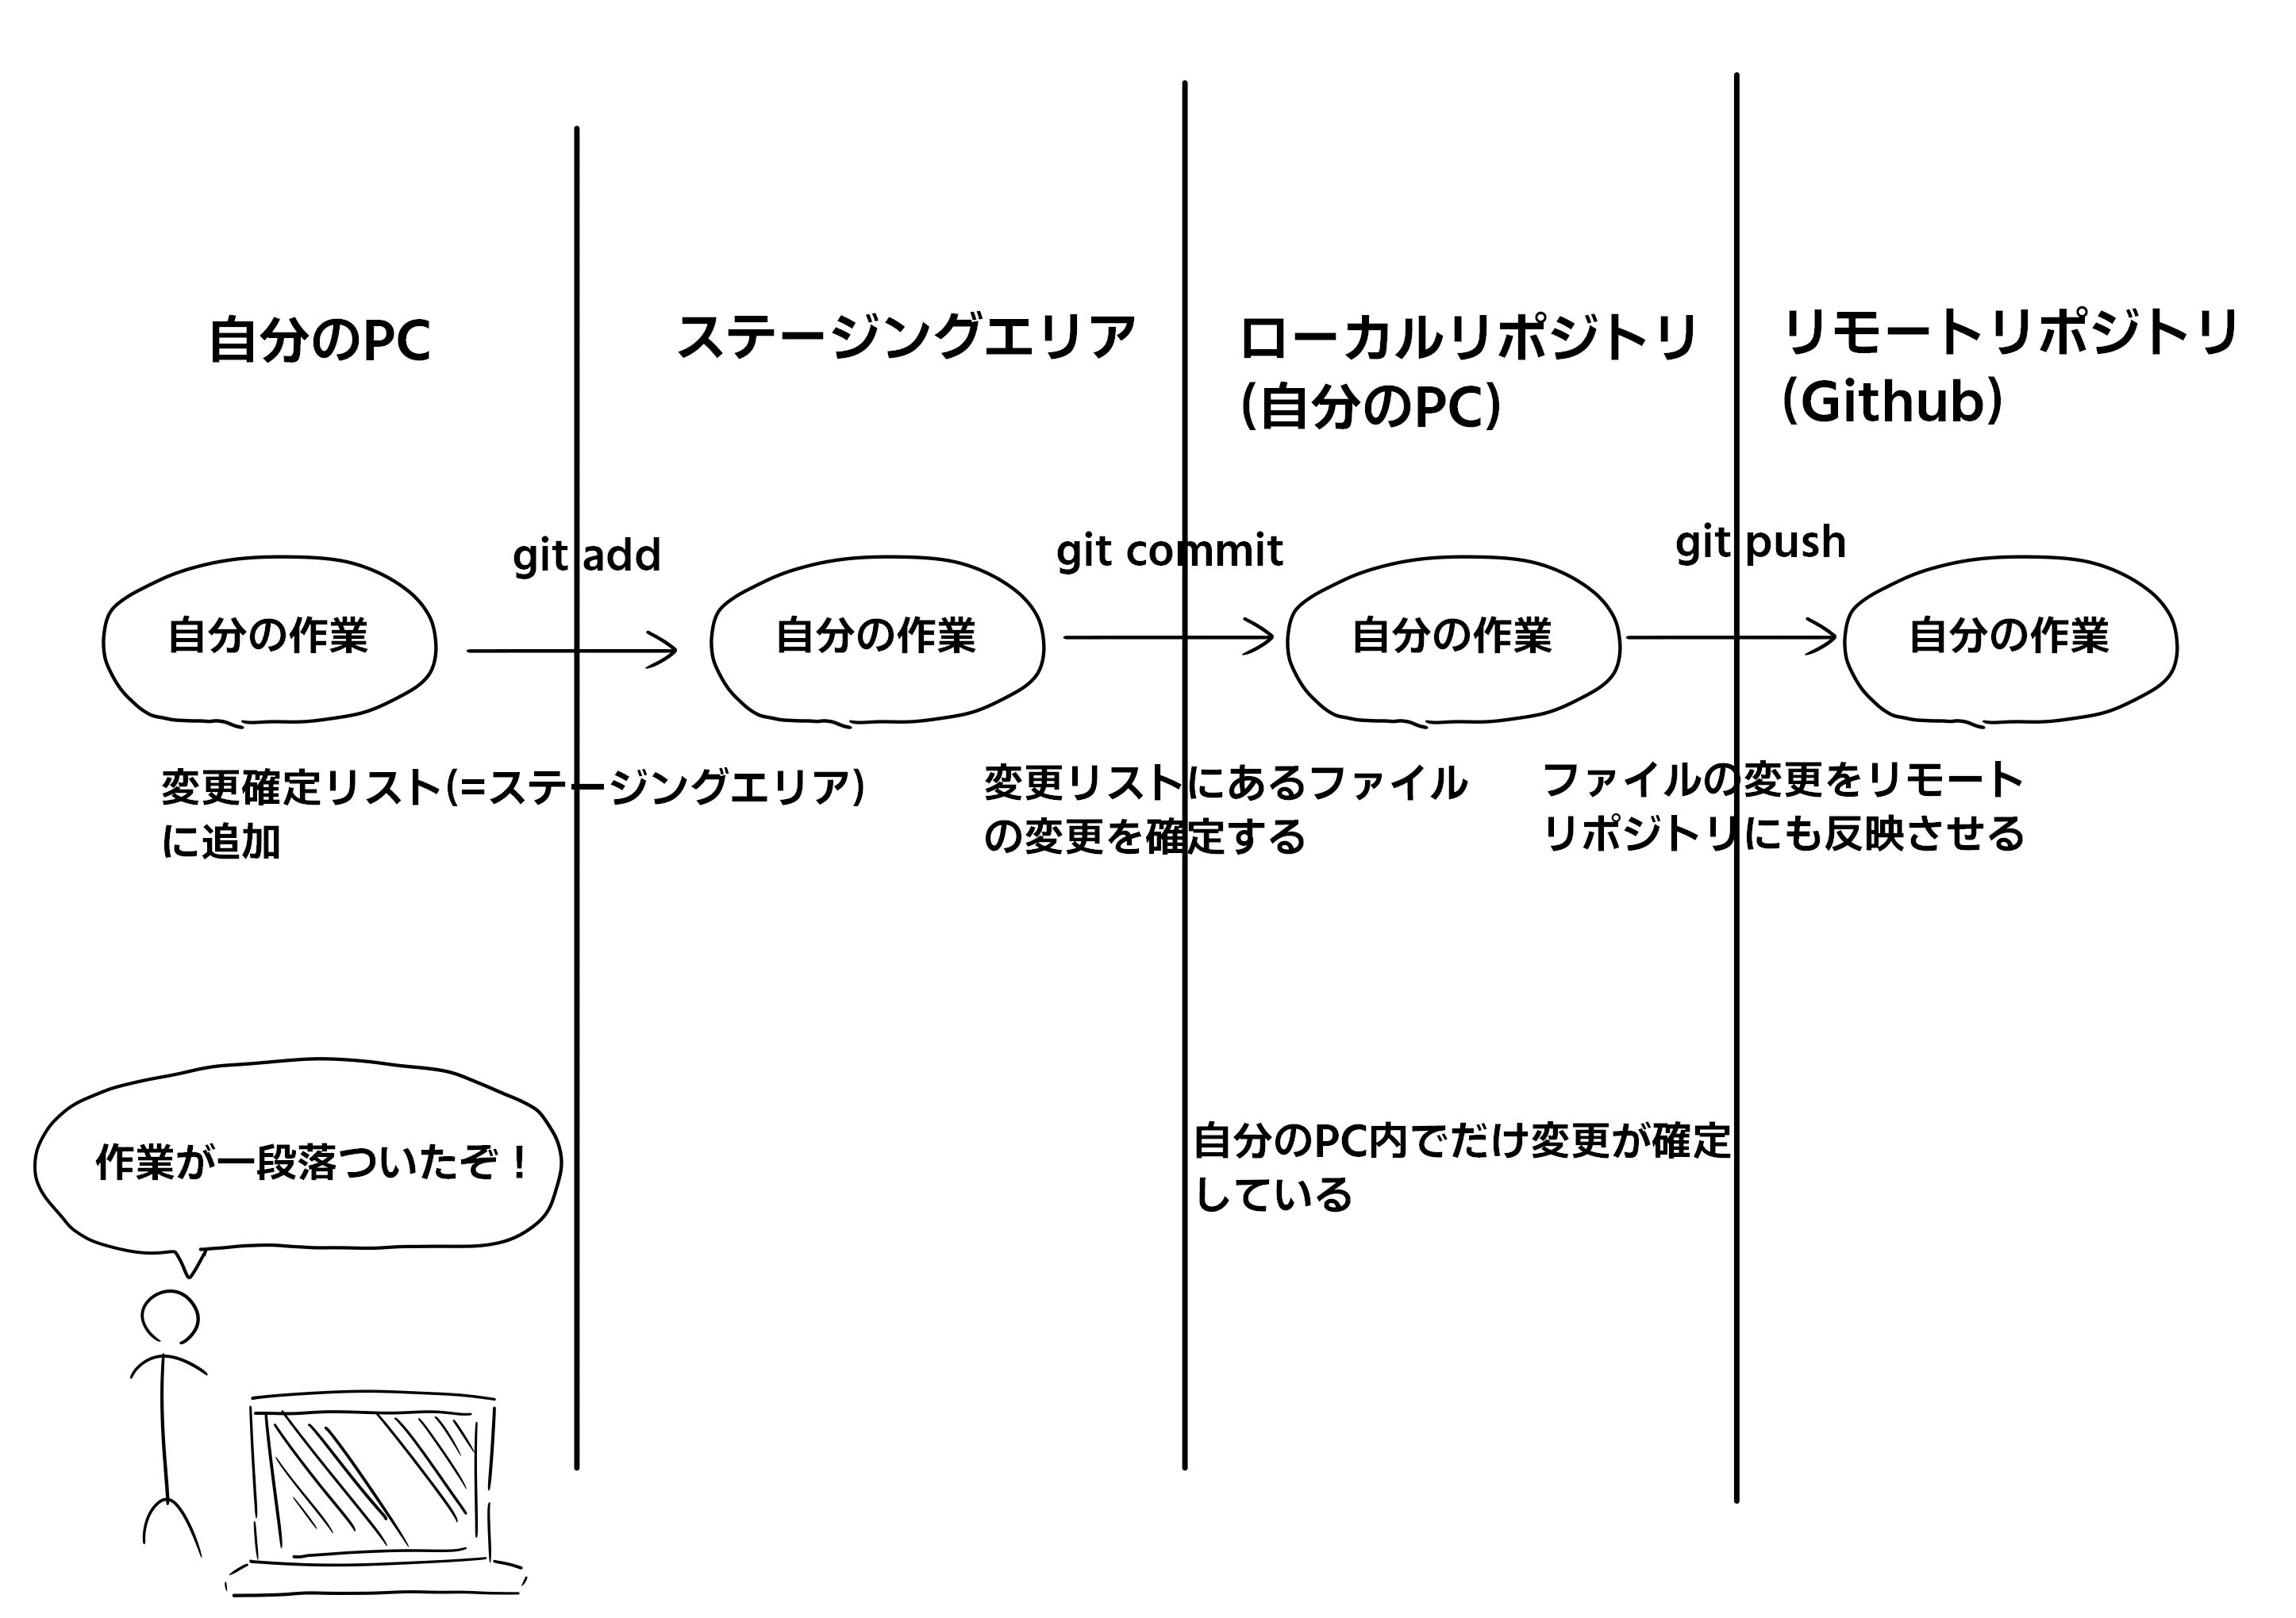 自分のPC
ステージングエリア
ローカルリポジトリ
(自分のPC)
リモートリポジトリ
(Github)
git add
git commit
git push
自分の作業
自分の作業
自分の作業
自分の作業
変更確定リスト(=ステージングエリア)
に追加
変更リストにあるファイル
の変更を確定する
ファイルの変更をリモート
リポジトリにも反映させる
作業が一段落ついたぞ！
自分のPC内でだけ変更が確定
している